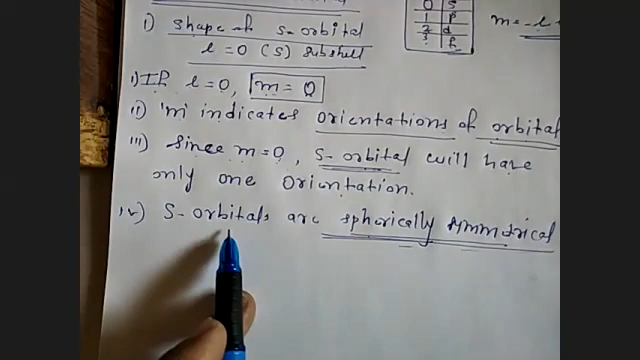 i) shape of s-orbital
l = 0 (s) subshell
0 s
1 p
2 d
3 f
m = -l
i) If l = 0, m = 0
ii) 'm' indicates orientations of orbital
iii) since m = 0, s-orbital will have
only one orientation.
iv) S-orbitals are spherically symmetrical